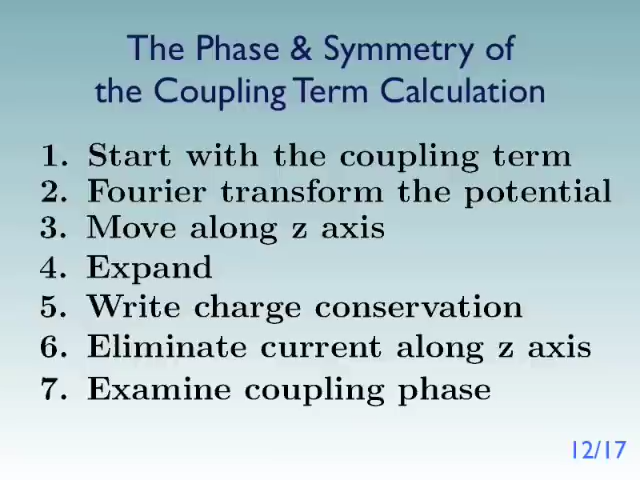 The Phase & Symmetry of
the Coupling Term Calculation
1. Start with the coupling term
2. Fourier transform the potential
3. Move along z axis
4. Expand
5. Write charge conservation
6. Eliminate current along z axis
7. Examine coupling phase
12/17